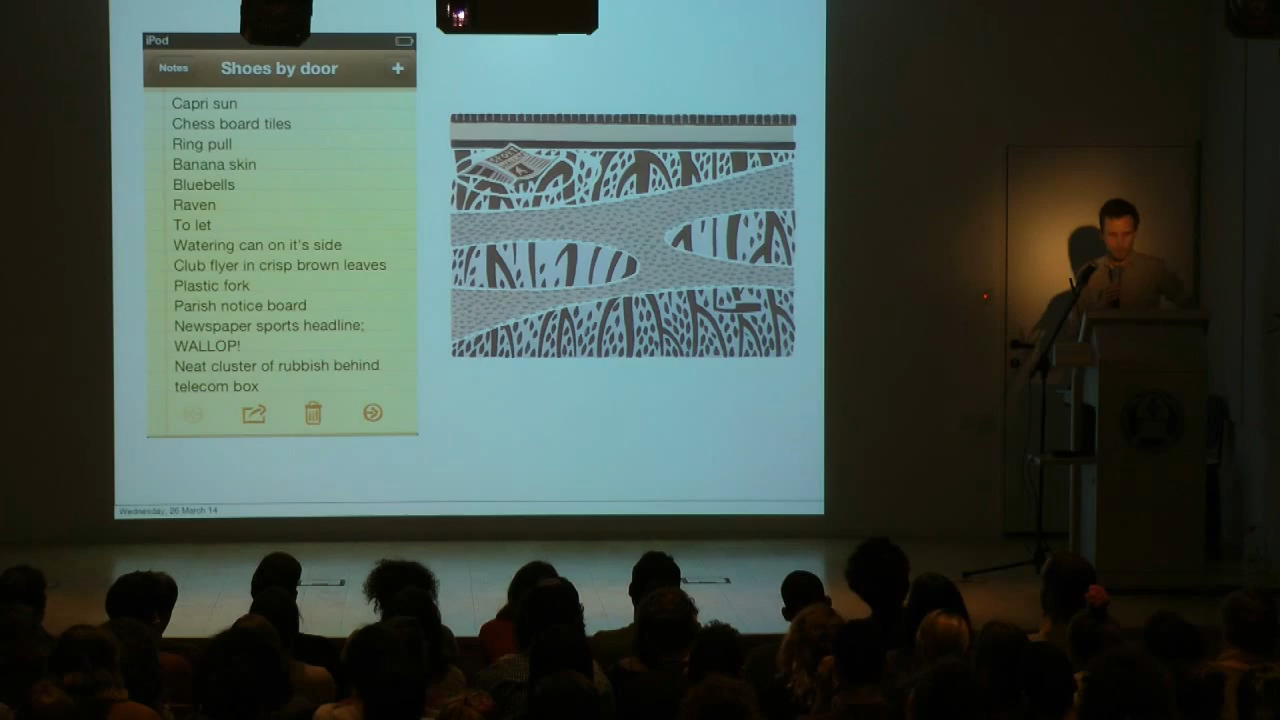 iPod
Notes
Shoes by door
+
Capri sun
Chess board tiles
Ring pull
Banana skin
Bluebells
Raven
To let
Watering can on it's side
Club flyer in crisp brown leaves
Plastic fork
Parish notice board
Newspaper sports headline;
WALLOP!
Neat cluster of rubbish behind
telecom box
Wednesday, 26 March 14